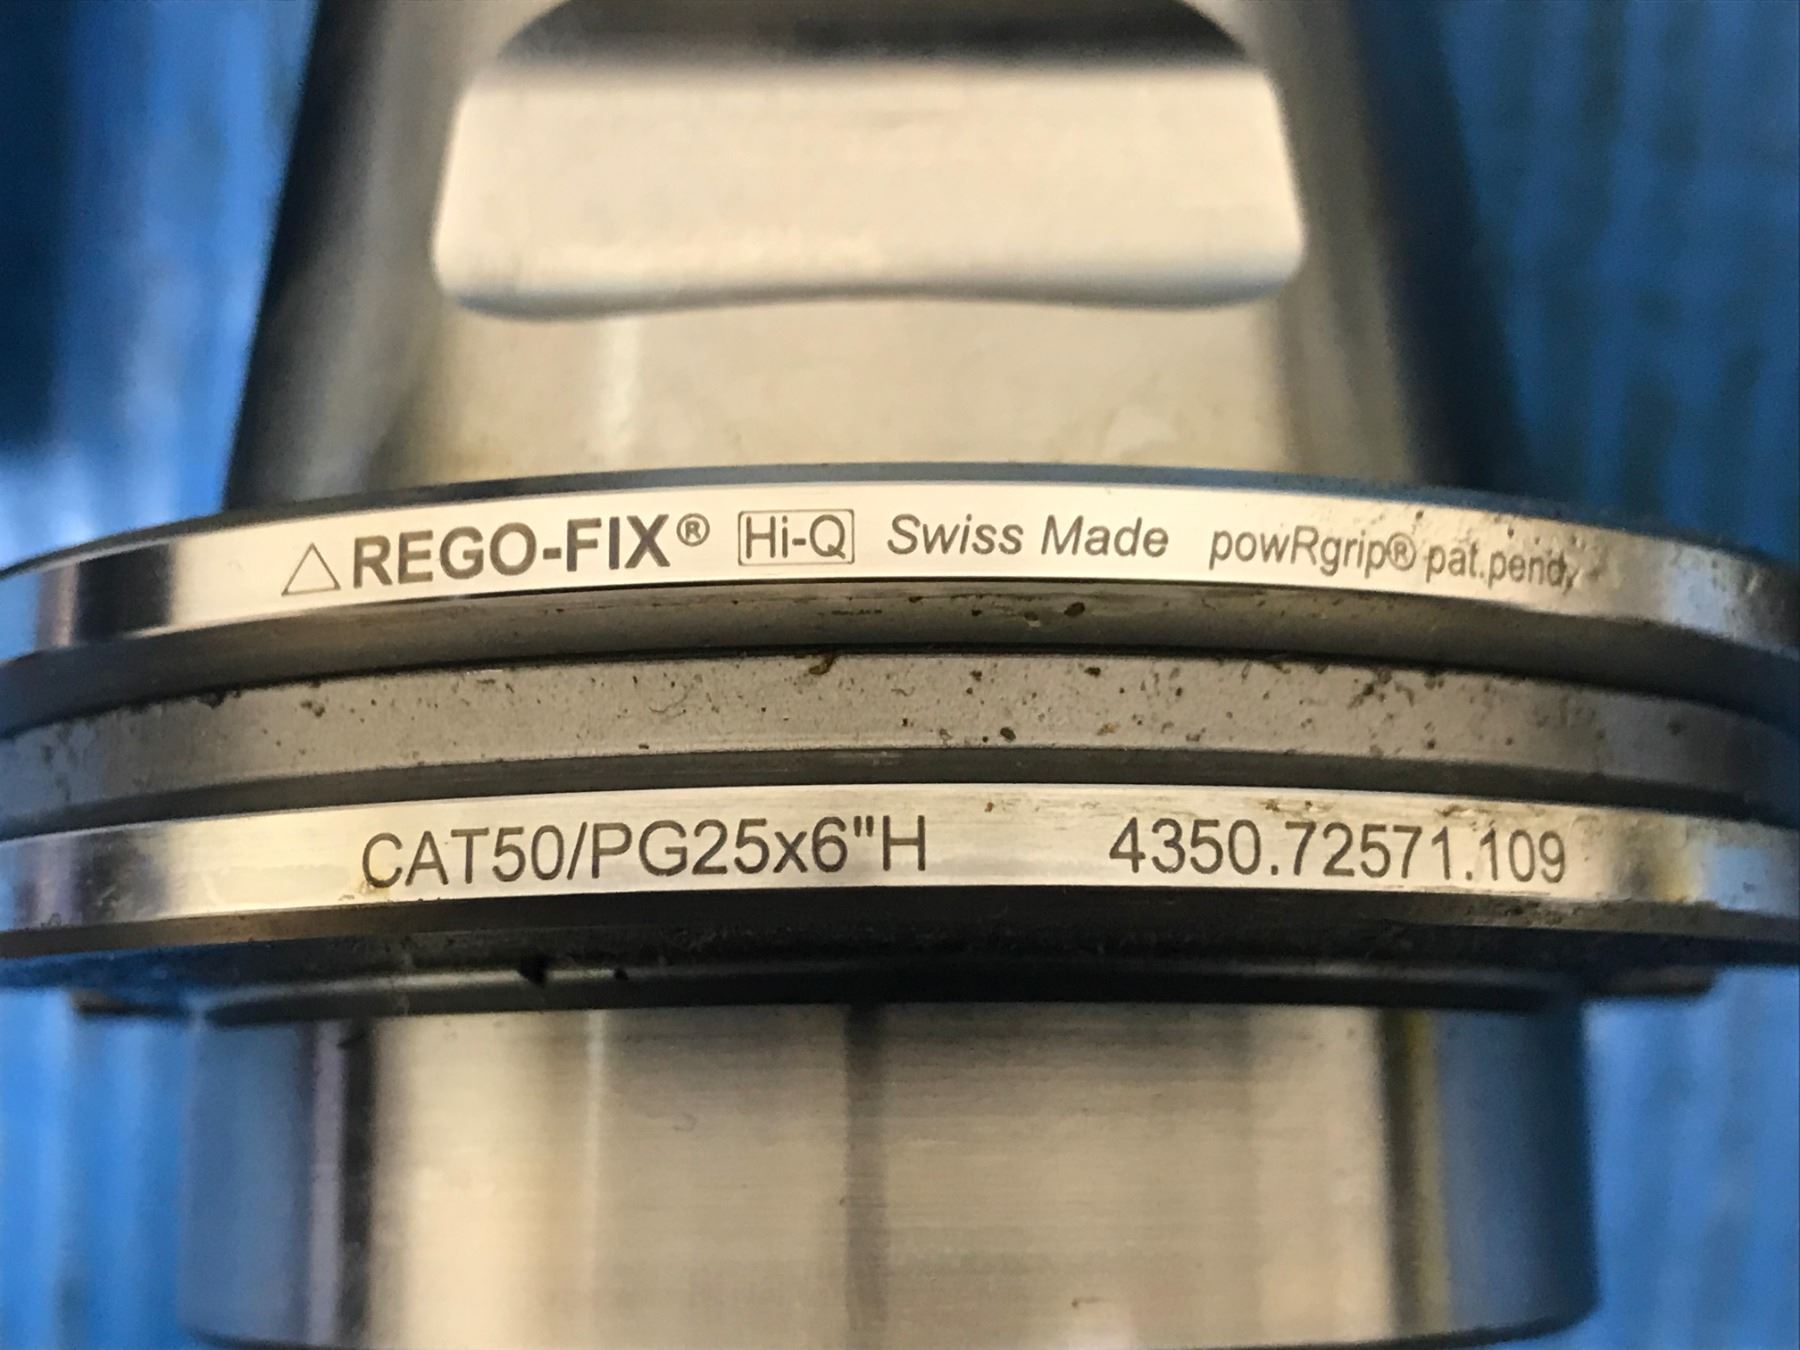 △ REGO-FIX® Hi-Q Swiss Made powRgrip® pat.pend.
CAT50/PG25x6"H 4350.72571.109